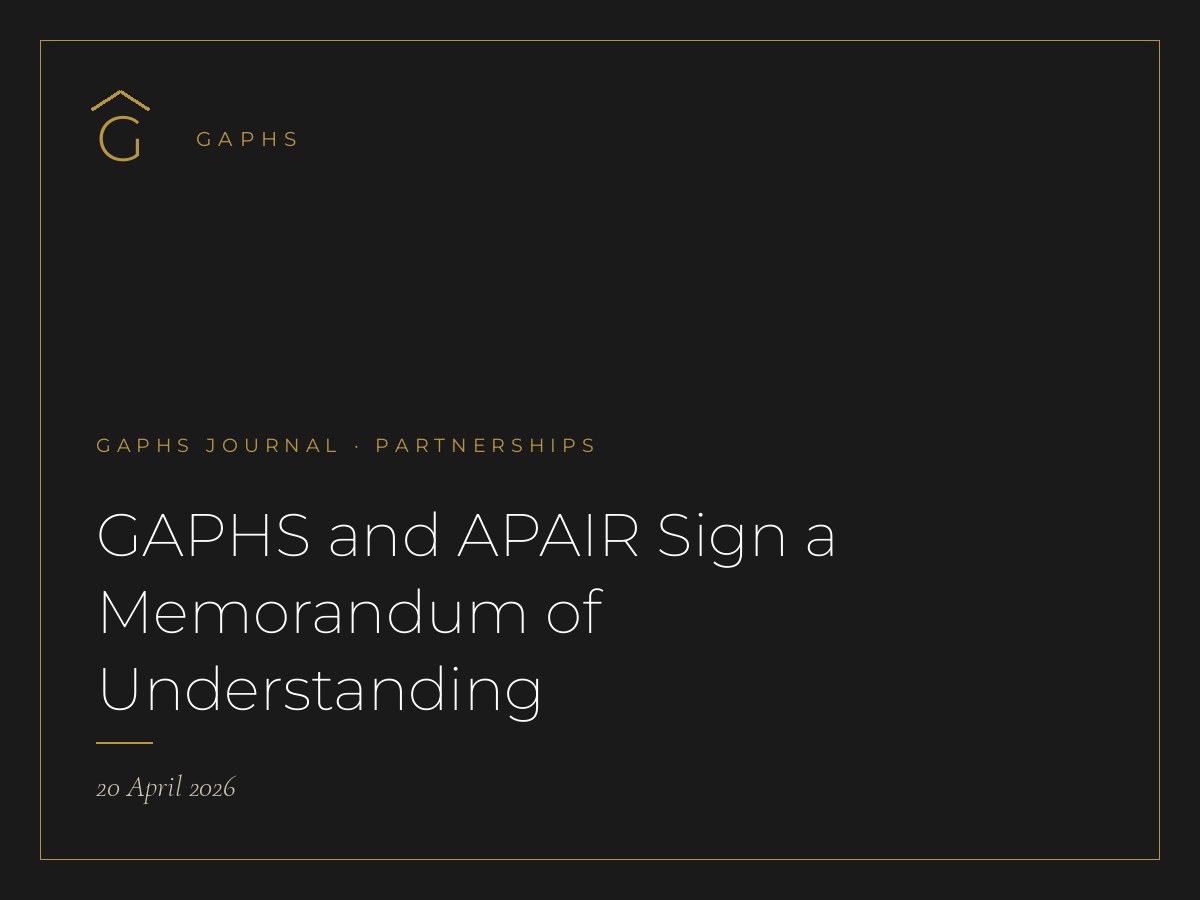 G
GAPHS
GAPHS JOURNAL · PARTNERSHIPS
GAPHS and APAIR Sign a
Memorandum of
Understanding
20 April 2026